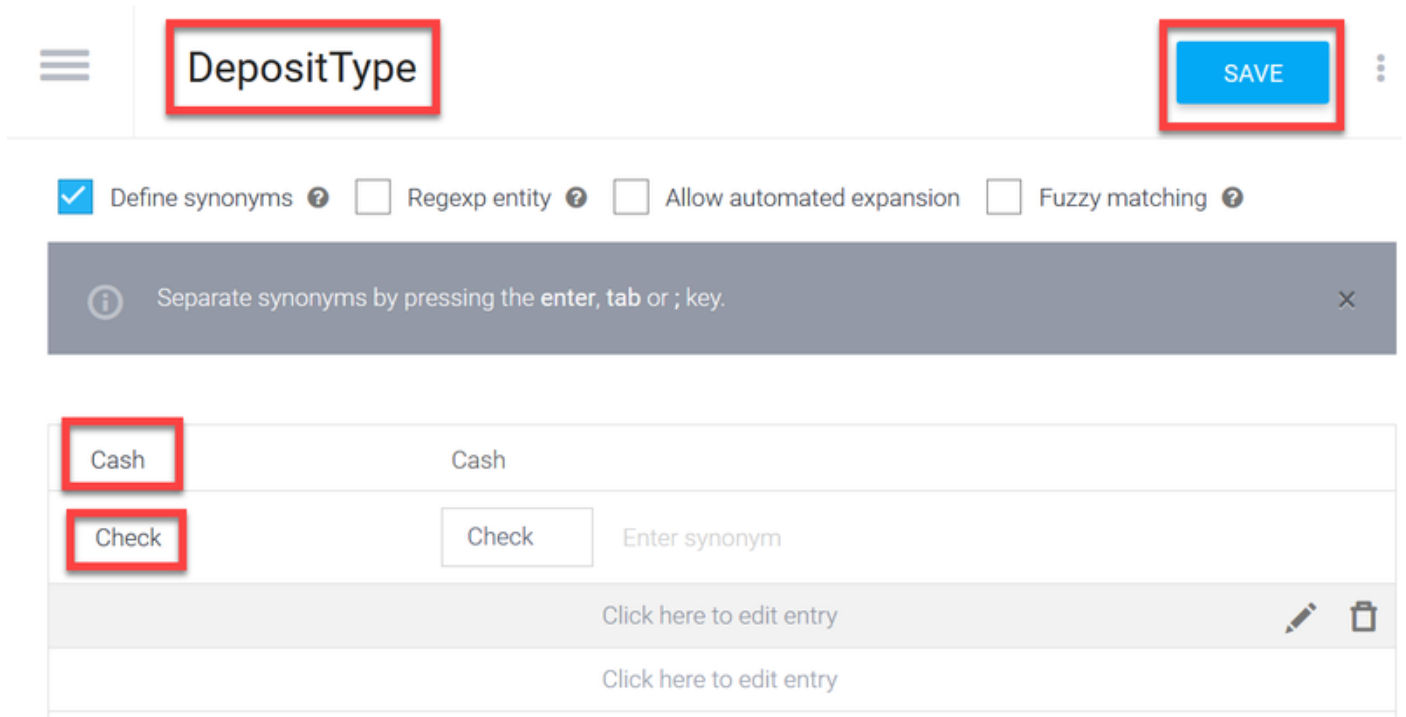 DepositType
SAVE
Define synonyms Regexp entity Allow automated expansion Fuzzy matching
Separate synonyms by pressing the enter, tab or ; key.
Cash Cash
Check Check Enter synonym
Click here to edit entry
Click here to edit entry